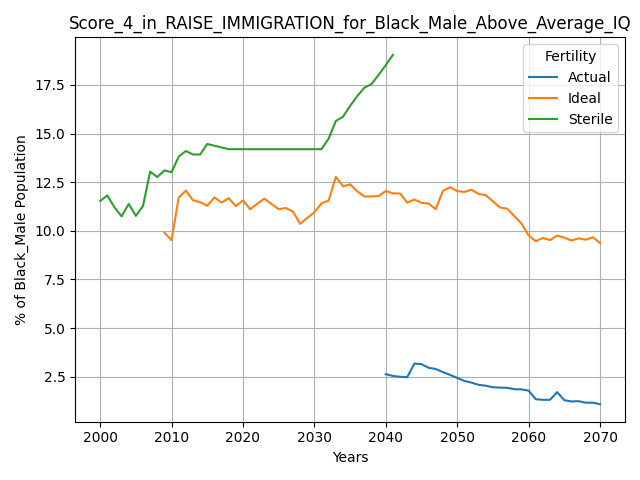 Score_4_in_RAISE_IMMIGRATION_for_Black_Male_Above_Average_IQ
Fertility
Actual
Ideal
Sterile
% of Black_Male Population
17.5
15.0
12.5
10.0
7.5
5.0
2.5
2000 2010 2020 2030 2040 2050 2060 2070
Years